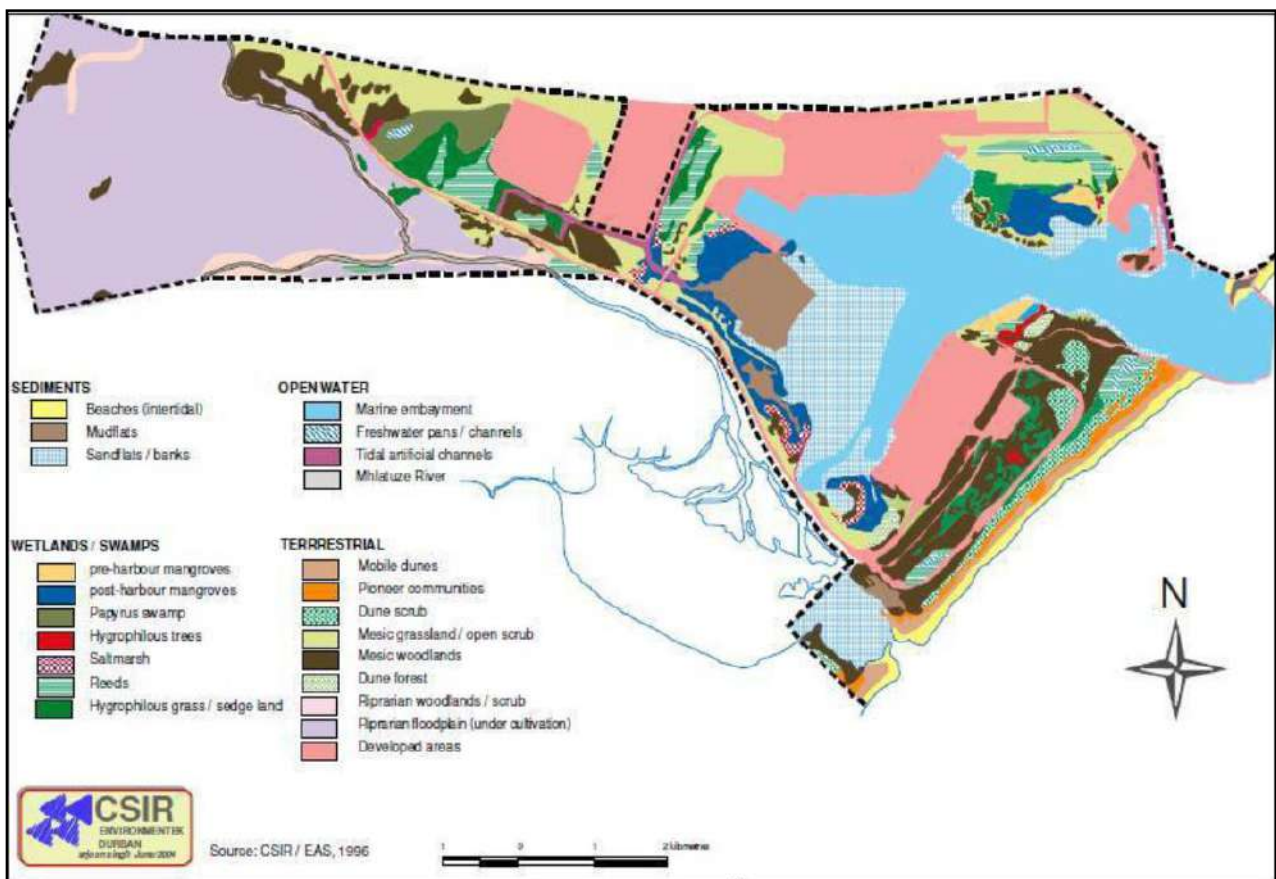 SEDIMENTS
Beaches (intertidal)
Mudflats
Sandflats / banks
OPEN WATER
Marine embayment
Freshwater pans / channels
Tidal artificial channels
Mhlatuze River
WETLANDS / SWAMPS
pre-harbour mangroves
post-harbour mangroves
Papyrus swamp
Hygrophilous trees
Saltmarsh
Reeds
Hygrophilous grass / sedge land
TERRRESTRIAL
Mobile dunes
Pioneer communities
Dune scrub
Mesic grassland / open scrub
Mesic woodlands
Dune forest
Riprarian woodlands / scrub
Riprarian floodplain (under cultivation)
Developed areas
N
CSIR
ENVIRONMENTEK
DURBAN
June/2004
Source: CSIR / EAS, 1996
1 0 1 2 kilometres